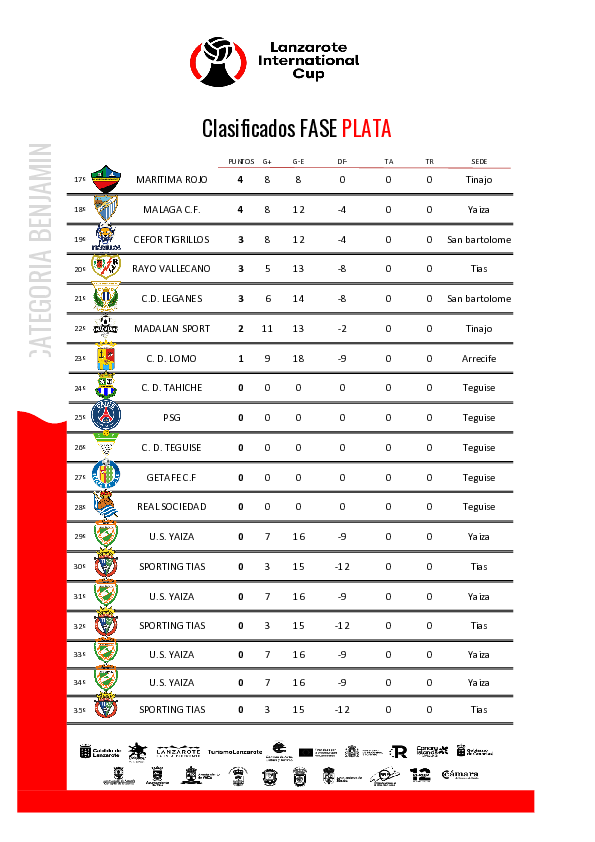 Lanzarote
International
Cup
Clasificados FASE PLATA
CATEGORIA BENJAMIN
PUNTOS G+ G-E DF- TA TR SEDE
17º MARITIMA ROJO 4 8 8 0 0 0 Tinajo
18º MALAGA C.F. 4 8 12 -4 0 0 Yaiza
19º CEFOR TIGRILLOS 3 8 12 -4 0 0 San bartolome
20º RAYO VALLECANO 3 5 13 -8 0 0 Tias
21º C.D. LEGANES 3 6 14 -8 0 0 San bartolome
22º MADALAN SPORT 2 11 13 -2 0 0 Tinajo
23º C. D. LOMO 1 9 18 -9 0 0 Arrecife
24º C. D. TAHICHE 0 0 0 0 0 0 Teguise
25º PSG 0 0 0 0 0 0 Teguise
26º C. D. TEGUISE 0 0 0 0 0 0 Teguise
27º GETAFE C.F 0 0 0 0 0 0 Teguise
28º REAL SOCIEDAD 0 0 0 0 0 0 Teguise
29º U.S. YAIZA 0 7 16 -9 0 0 Yaiza
30º SPORTING TIAS 0 3 15 -12 0 0 Tias
31º U.S. YAIZA 0 7 16 -9 0 0 Yaiza
32º SPORTING TIAS 0 3 15 -12 0 0 Tias
33º U.S. YAIZA 0 7 16 -9 0 0 Yaiza
34º U.S. YAIZA 0 7 16 -9 0 0 Yaiza
35º SPORTING TIAS 0 3 15 -12 0 0 Tias
Cabildo de
Lanzarote
LANZAROTE
TurismoLanzarote
Cámara